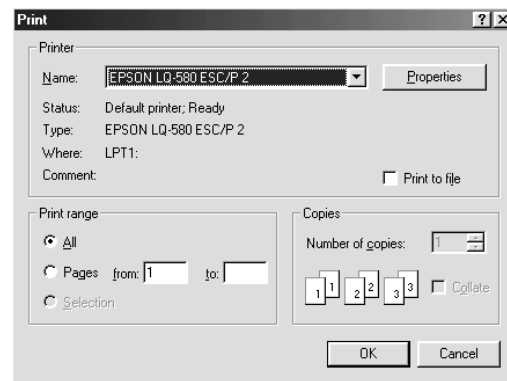 Print
Printer
Name: EPSON LQ-580 ESC/P 2 Properties
Status: Default printer; Ready
Type: EPSON LQ-580 ESC/P 2
Where: LPT1:
Comment: Print to file
Print range
All
Pages from: 1 to:
Selection
Copies
Number of copies: 1
1 1 2 2 3 3 Collate
OK Cancel